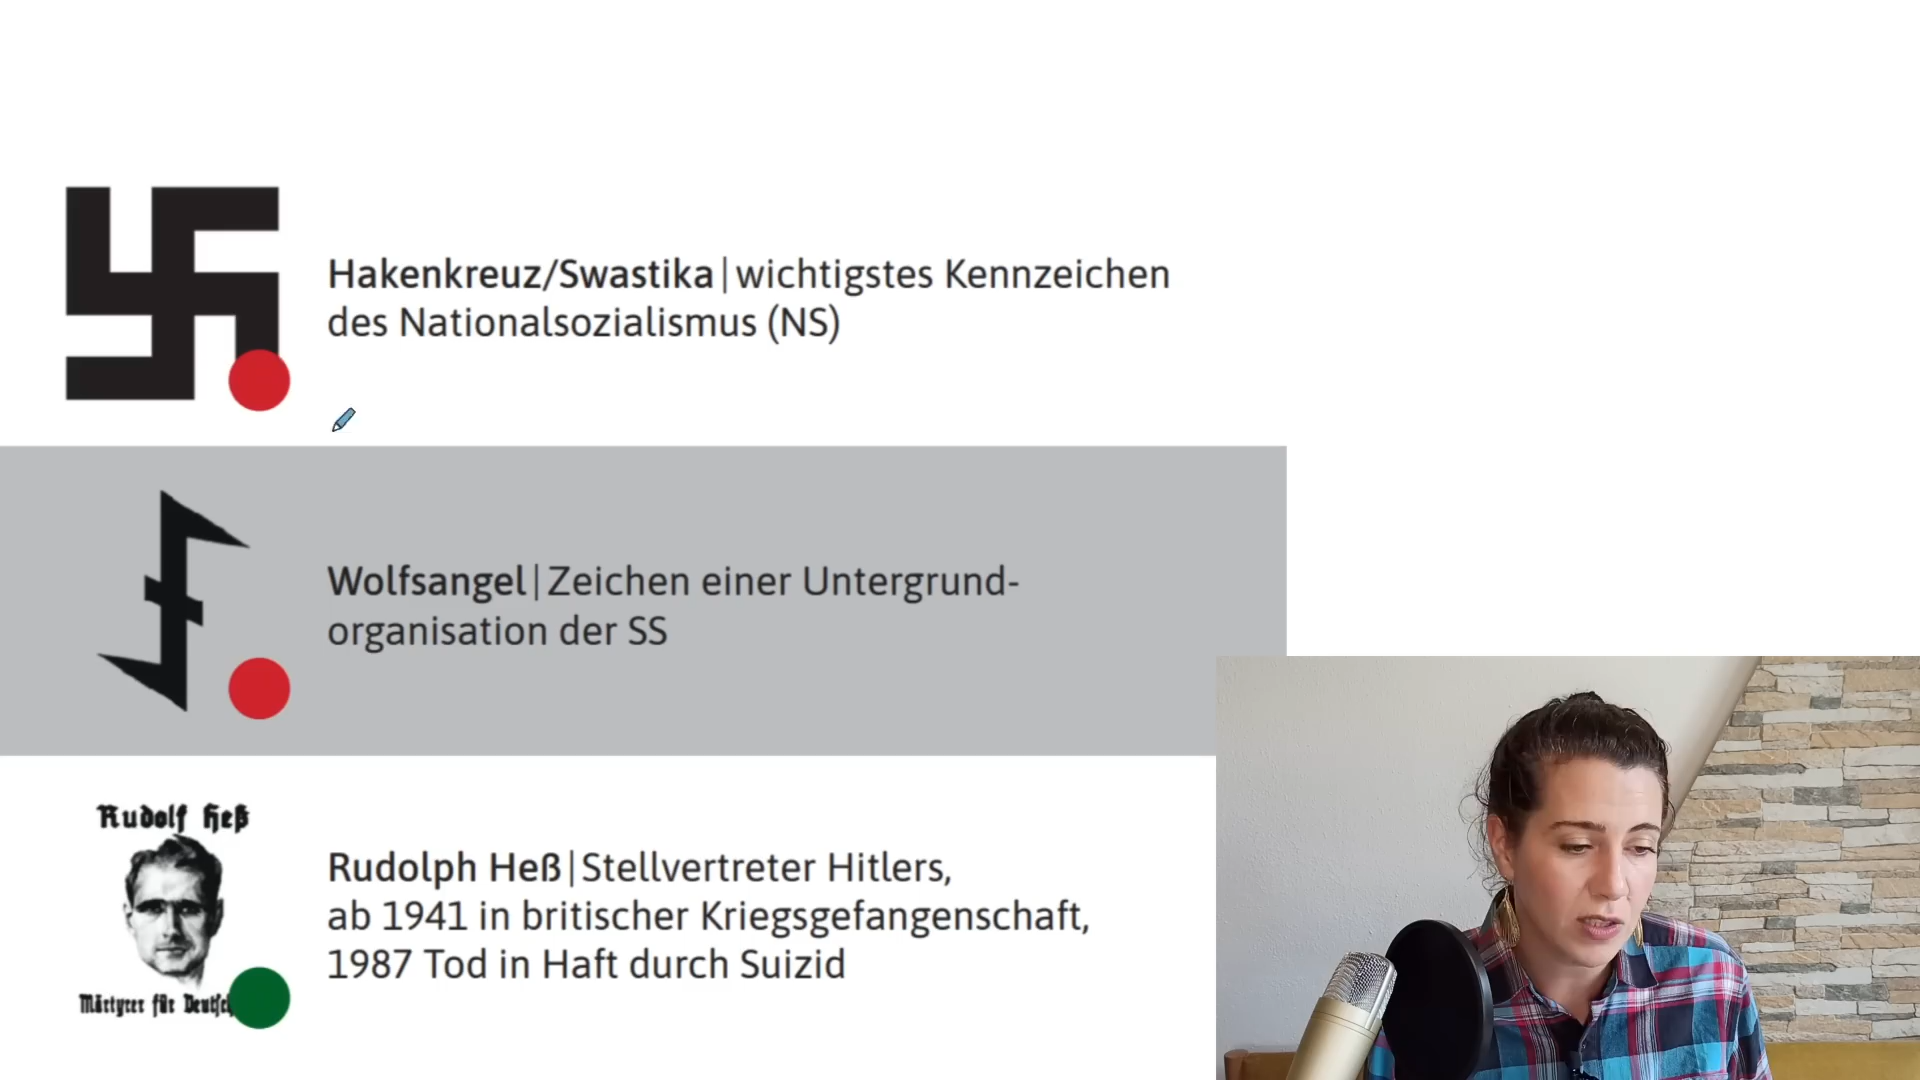 Hakenkreuz/Swastika|wichtigstes Kennzeichen
des Nationalsozialismus (NS)
Wolfsangel|Zeichen einer Untergrund-
organisation der SS
Rudolf Heß
Märtyrer für
Rudolph Heß|Stellvertreter Hitlers,
ab 1941 in britischer Kriegsgefangenschaft,
1987 Tod in Haft durch Suizid